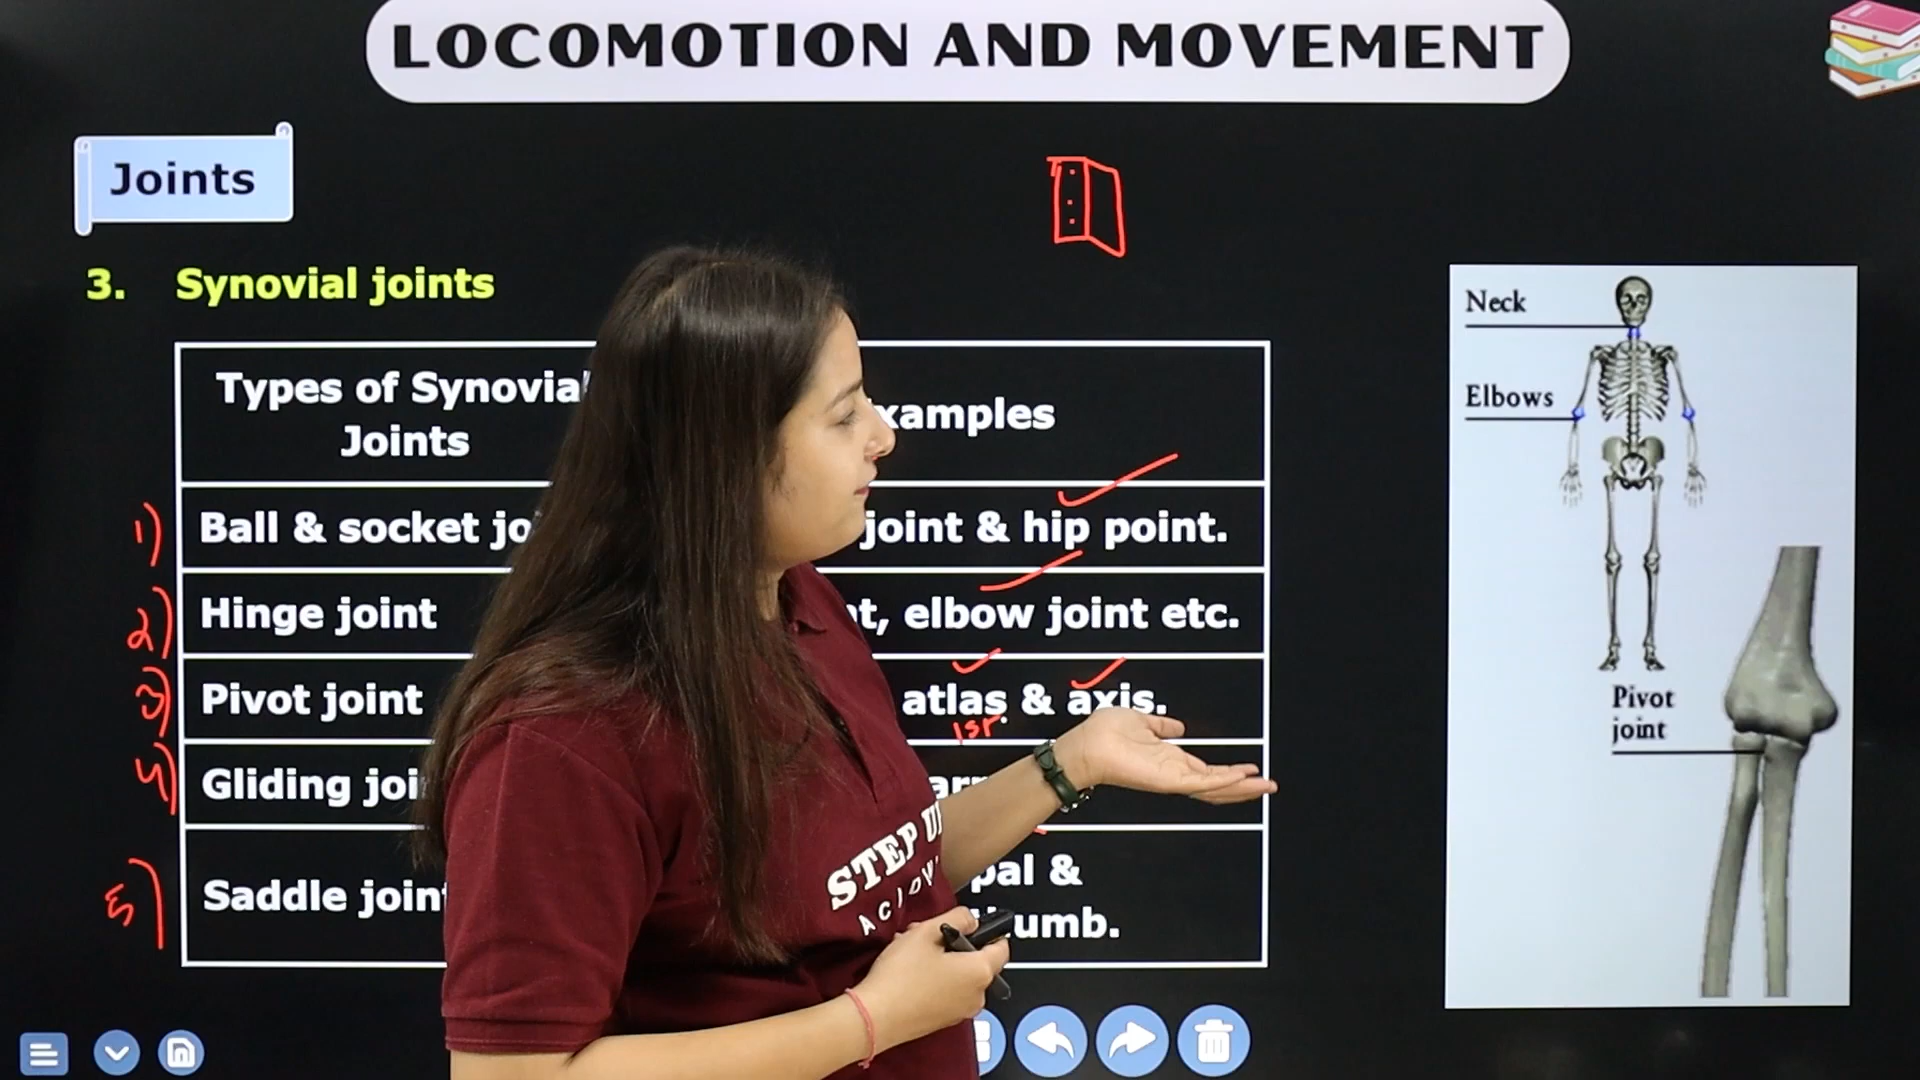 LOCOMOTION AND MOVEMENT
Joints
3. Synovial joints
Types of Synovial
Joints
xamples
1) Ball & socket jo
joint & hip point.
2) Hinge joint
t, elbow joint etc.
3) Pivot joint
atlas & axis.
1st
4) Gliding joi
5) Saddle joint
pal &
umb.
Neck
Elbows
Pivot
joint
STEP U